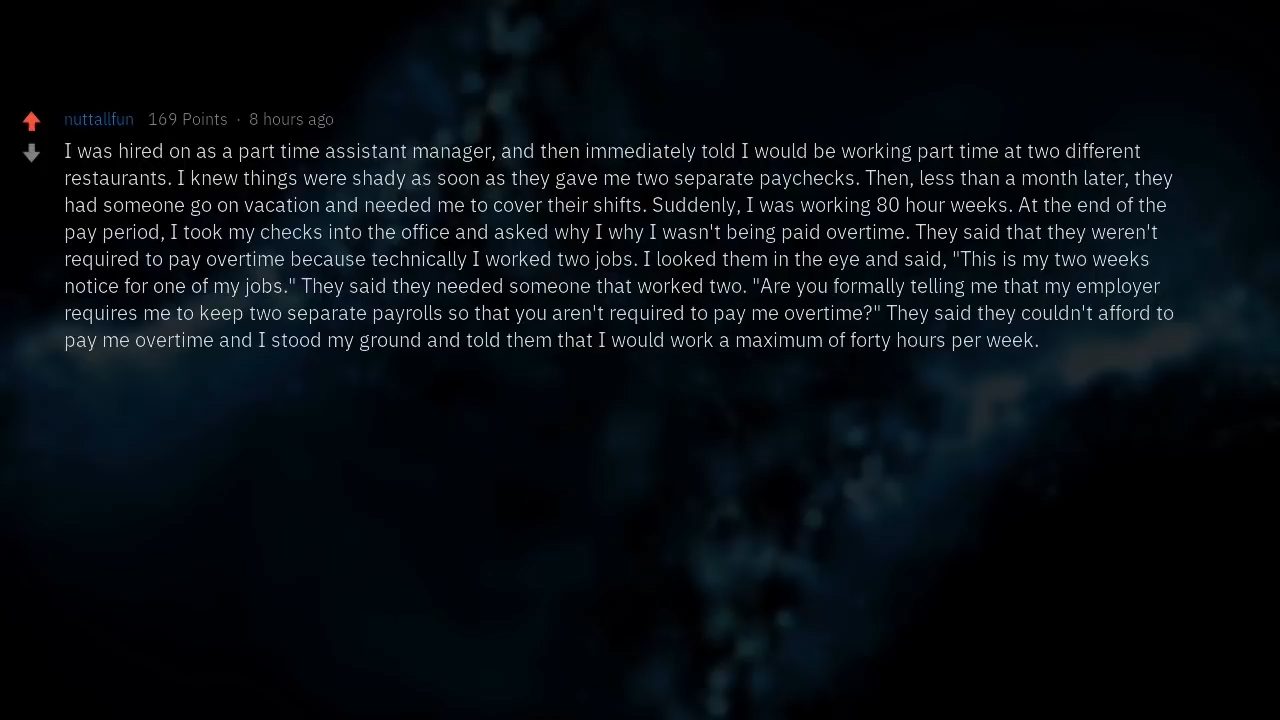 nuttallfun 169 Points · 8 hours ago
I was hired on as a part time assistant manager, and then immediately told I would be working part time at two different
restaurants. I knew things were shady as soon as they gave me two separate paychecks. Then, less than a month later, they
had someone go on vacation and needed me to cover their shifts. Suddenly, I was working 80 hour weeks. At the end of the
pay period, I took my checks into the office and asked why I why I wasn't being paid overtime. They said that they weren't
required to pay overtime because technically I worked two jobs. I looked them in the eye and said, "This is my two weeks
notice for one of my jobs." They said they needed someone that worked two. "Are you formally telling me that my employer
requires me to keep two separate payrolls so that you aren't required to pay me overtime?" They said they couldn't afford to
pay me overtime and I stood my ground and told them that I would work a maximum of forty hours per week.